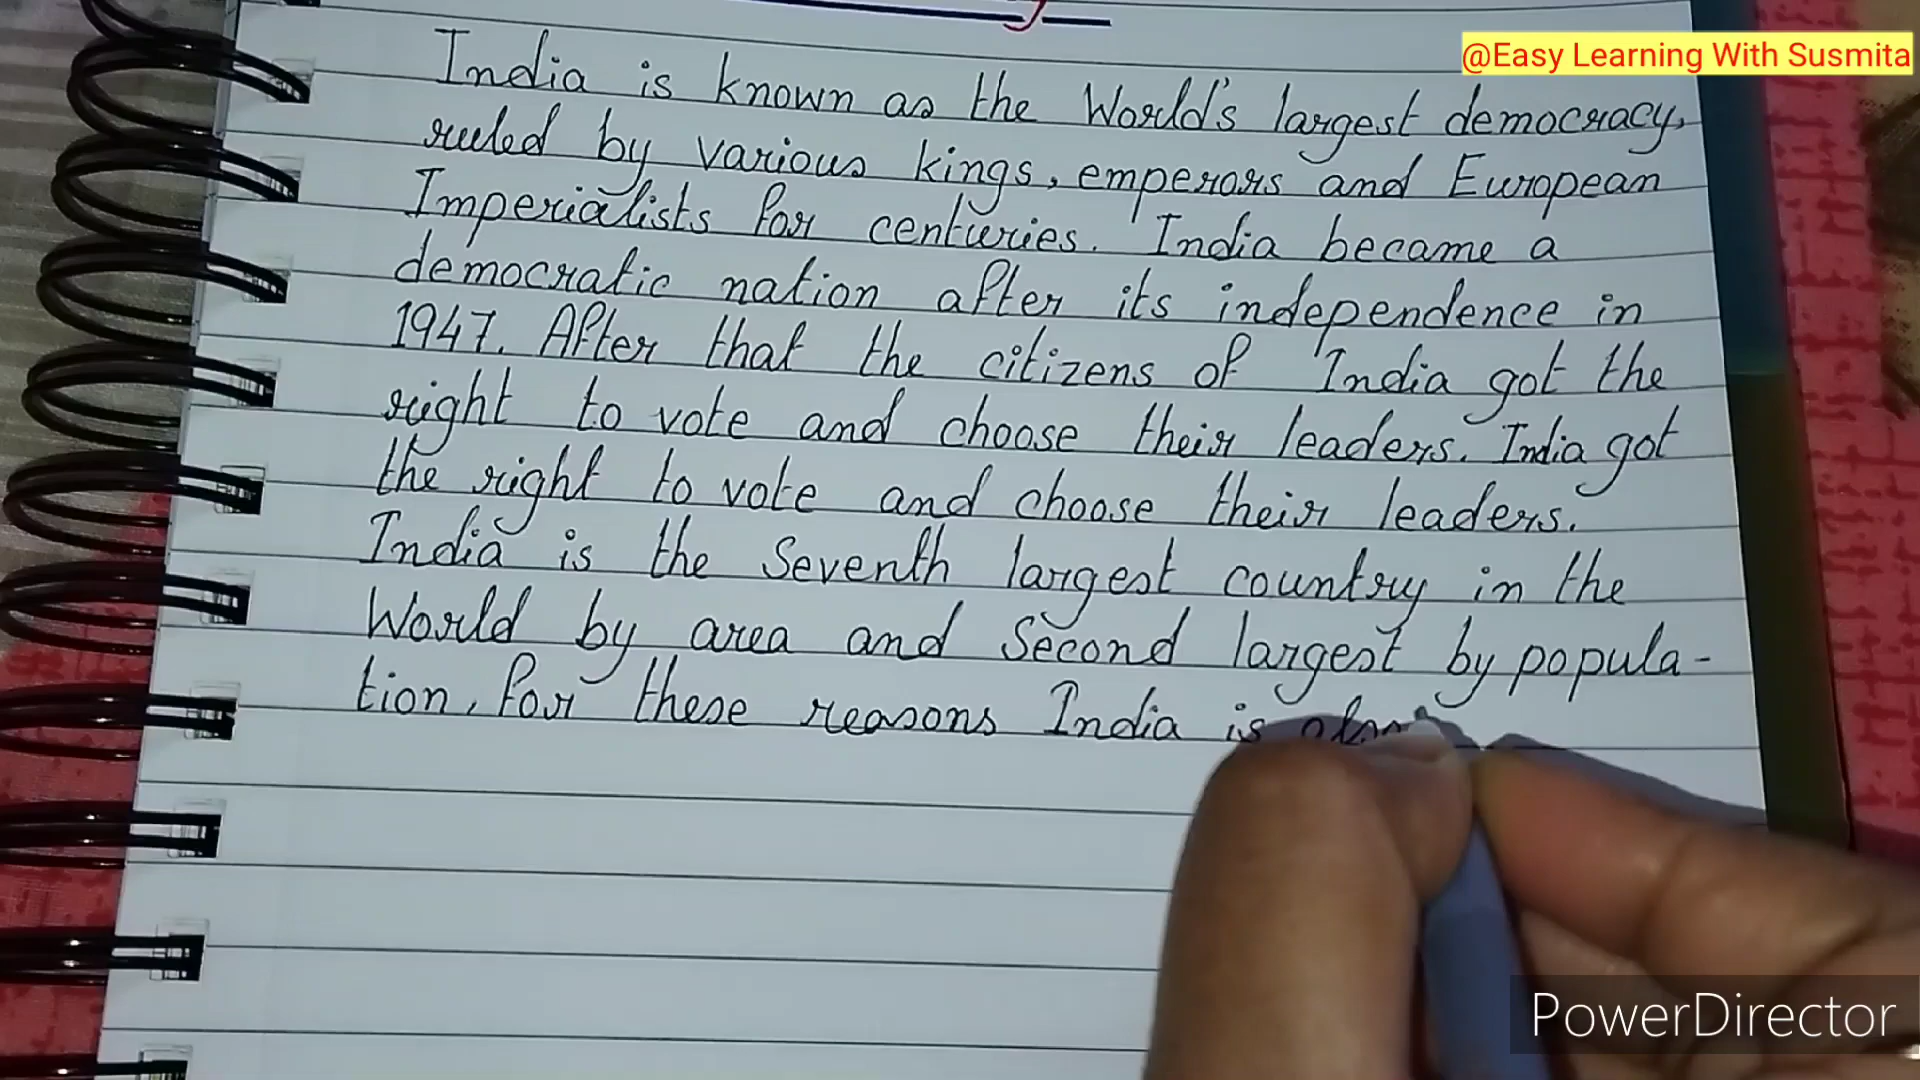 @Easy Learning With Susmita
India is known as the World's largest democracy,
ruled by various kings, emperors and European
Imperialists for centuries. India became a
democratic nation after its independence in
1947. After that the citizens of India got the
right to vote and choose their leaders. India got
the right to vote and choose their leaders.
India is the Seventh largest country in the
World by area and Second largest by popula-
tion, for these reasons India is
PowerDirector